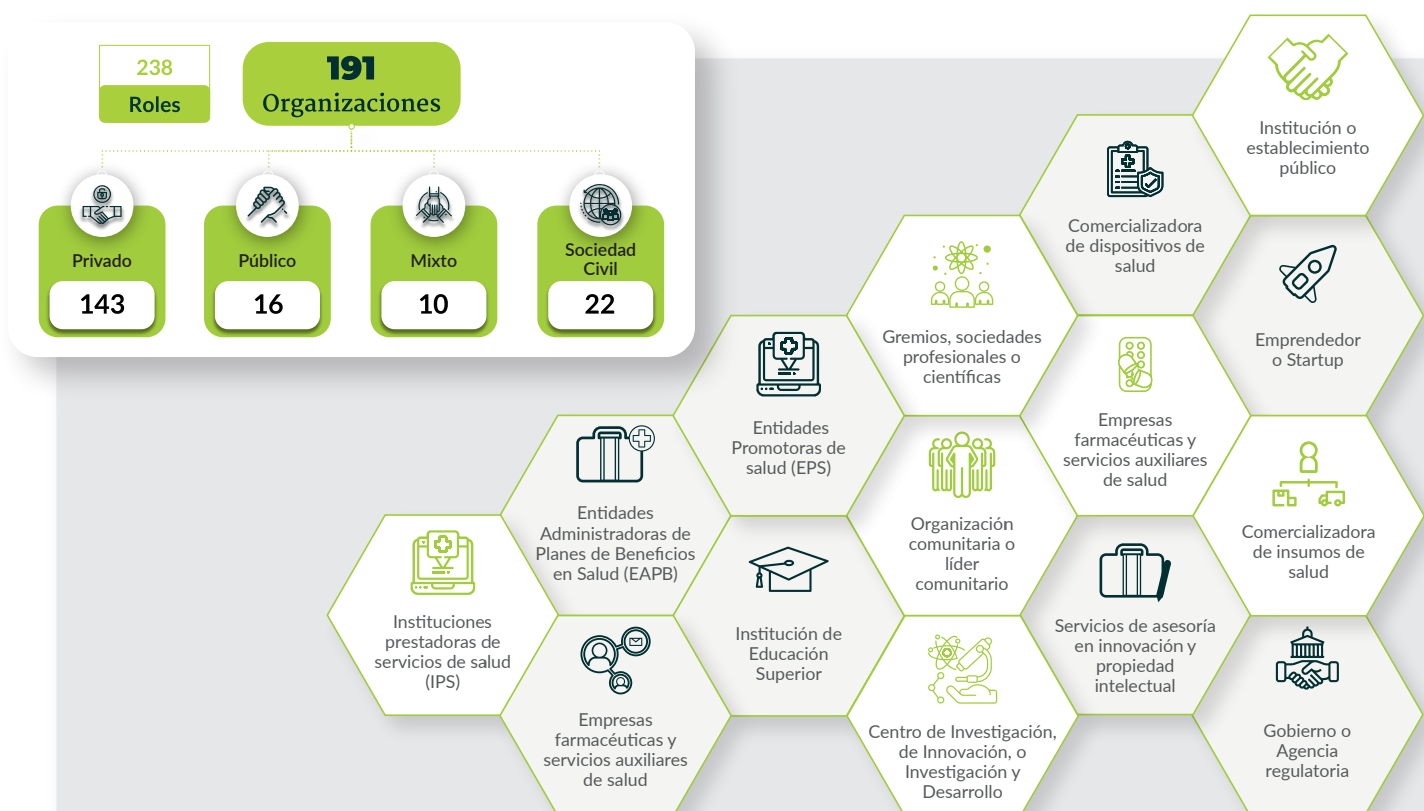 238
Roles
191
Organizaciones
Privado
143
Público
16
Mixto
10
Sociedad
Civil
22
Institución o
establecimiento
público
Comercializadora
de dispositivos de
salud
Gremios, sociedades
profesionales o
científicas
Emprendedor
o Startup
Entidades
Promotoras de
salud (EPS)
Empresas
farmacéuticas y
servicios auxiliares
de salud
Entidades
Administradoras de
Planes de Beneficios
en Salud (EAPB)
Organización
comunitaria o
líder
comunitario
Comercializadora
de insumos de
salud
Instituciones
prestadoras de
servicios de salud
(IPS)
Institución de
Educación
Superior
Servicios de asesoría
en innovación y
propiedad
intelectual
Empresas
farmacéuticas y
servicios auxiliares
de salud
Centro de Investigación,
de Innovación, o
Investigación y
Desarrollo
Gobierno o
Agencia
regulatoria